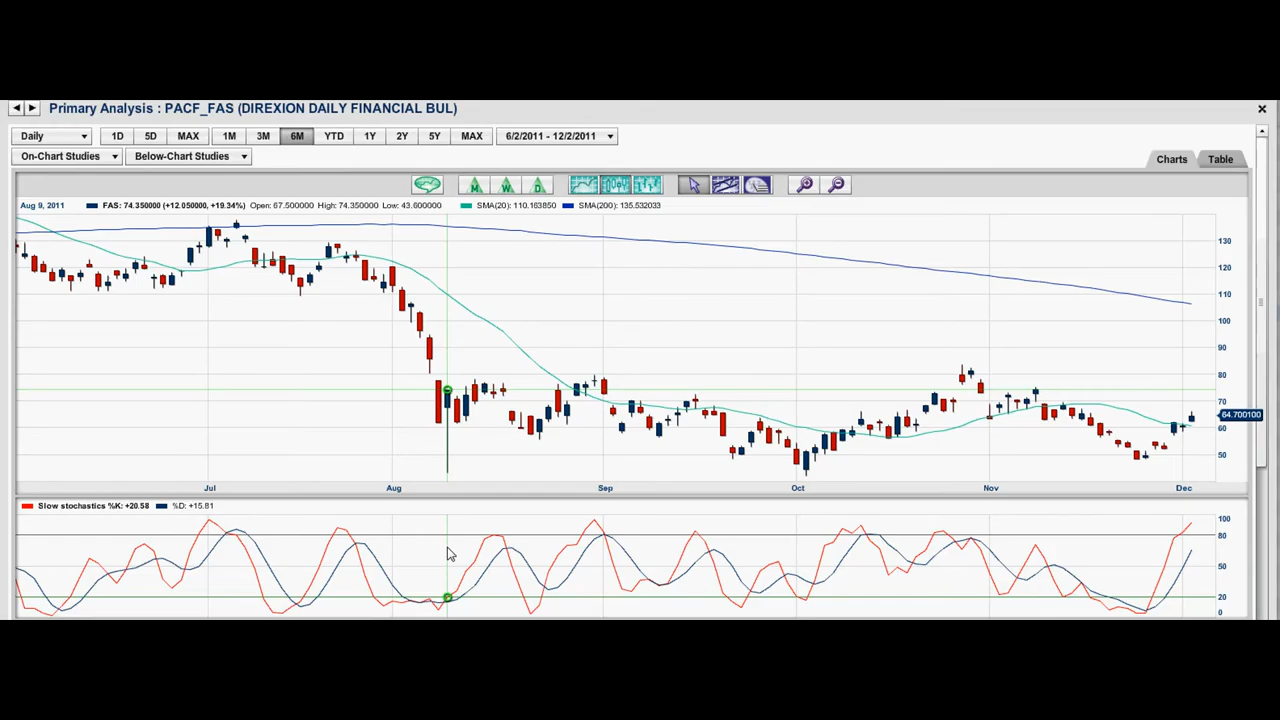 Primary Analysis : PACF_FAS (DIREXION DAILY FINANCIAL BUL)
Daily 1D 5D MAX 1M 3M 6M YTD 1Y 2Y 5Y MAX 6/2/2011 - 12/2/2011
On-Chart Studies Below-Chart Studies Charts Table
M W D
Aug 9, 2011 FAS: 74.350000 (+12.050000, +19.34%) Open: 67.500000 High: 74.350000 Low: 43.600000 SMA(20): 110.163850 SMA(200): 135.532033
130
120
110
100
90
80
70
64.700100
60
50
Jul Aug Sep Oct Nov Dec
Slow stochastics %K: +20.58 %D: +15.81
100
80
50
20
0